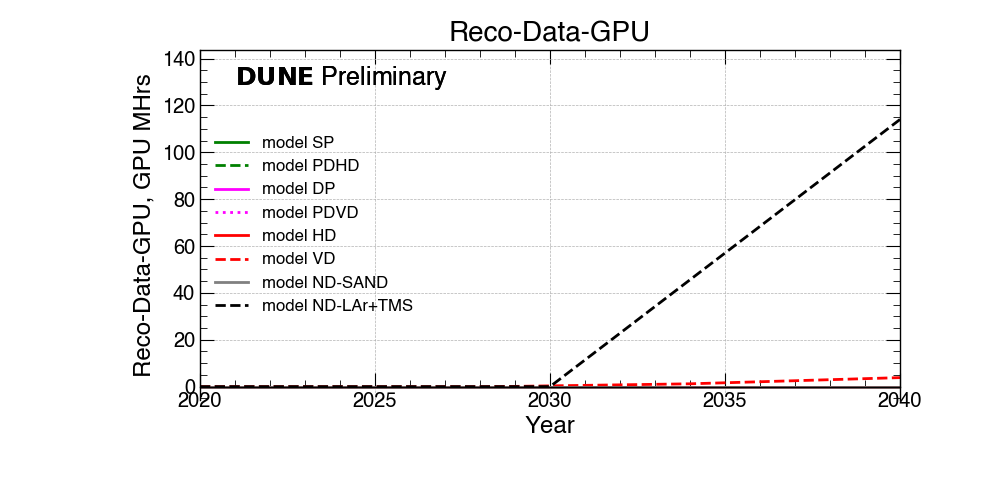 Reco-Data-GPU
DUNE Preliminary
Reco-Data-GPU, GPU MHrs
140
120
100
80
60
40
20
0
model SP
model PDHD
model DP
model PDVD
model HD
model VD
model ND-SAND
model ND-LAr+TMS
2020 2025 2030 2035 2040
Year